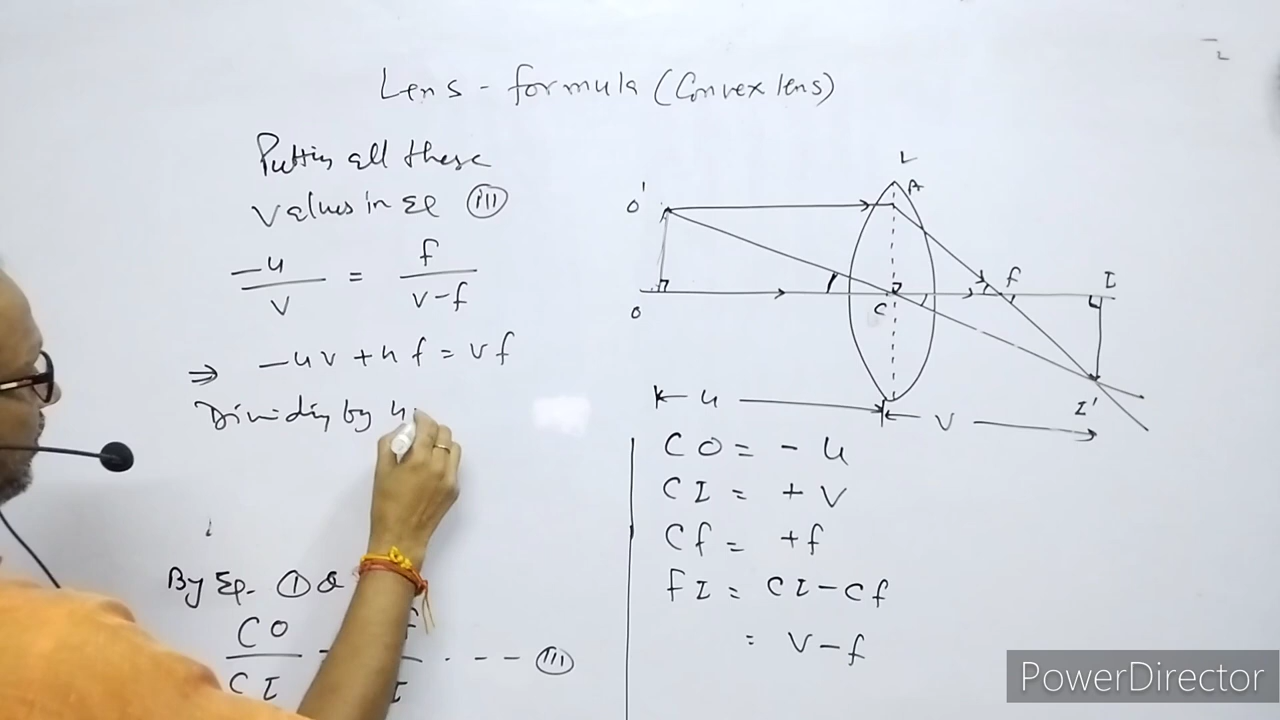 Lens - formula (Convex lens)
Putting all these
Values in Eq (III)
-u/v = f/v-f
⇒ -uv + uf = vf
Dividing by u
By Eq. (I) &
CO
CI
f
I
---- (III)
L
A
O'
O
C
f
I
I'
u
v
CO = - u
CI = + v
Cf = +f
FI = CI - Cf
= v - f
PowerDirector